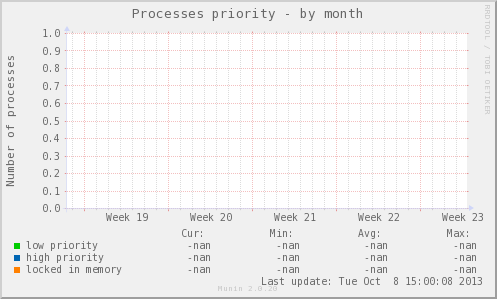 Processes priority - by month
RRDTOOL / TOBI OETIKER
Number of processes
1.0
0.9
0.8
0.7
0.6
0.5
0.4
0.3
0.2
0.1
0.0
Week 19 Week 20 Week 21 Week 22 Week 23
Cur: Min: Avg: Max:
low priority -nan -nan -nan -nan
high priority -nan -nan -nan -nan
locked in memory -nan -nan -nan -nan
Last update: Tue Oct 8 15:00:08 2013
Munin 2.0.20